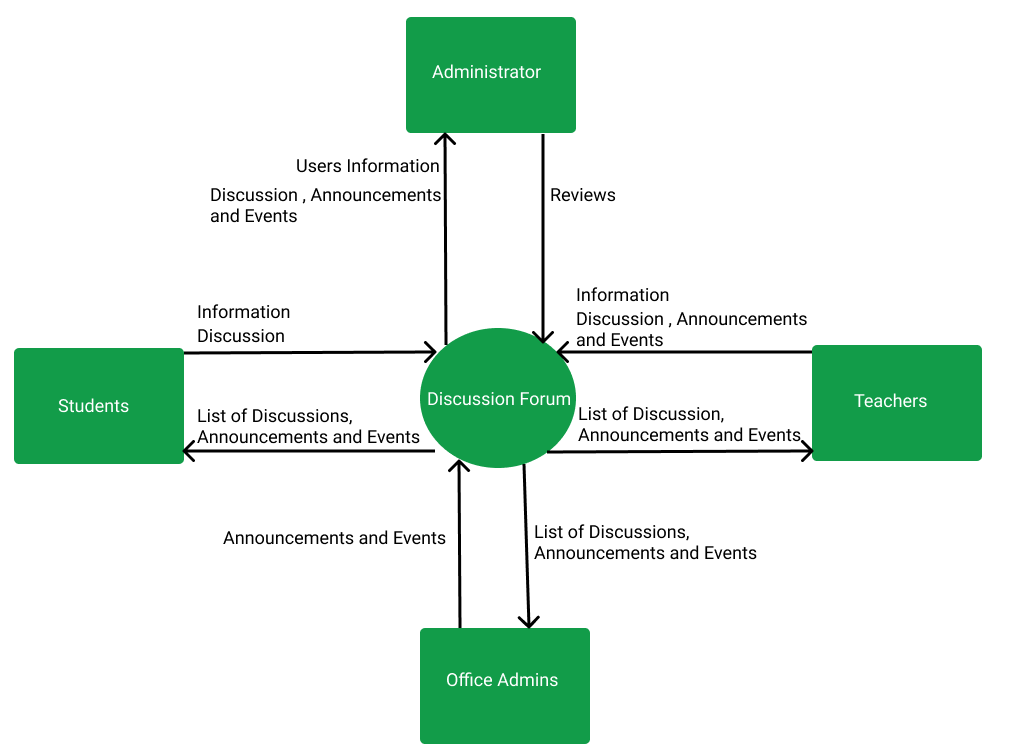 Administrator
Users Information
Discussion , Announcements
and Events
Reviews
Information
Discussion
Information
Discussion , Announcements
and Events
Students
Discussion Forum
Teachers
List of Discussions,
Announcements and Events
List of Discussion,
Announcements and Events
Announcements and Events
List of Discussions,
Announcements and Events
Office Admins